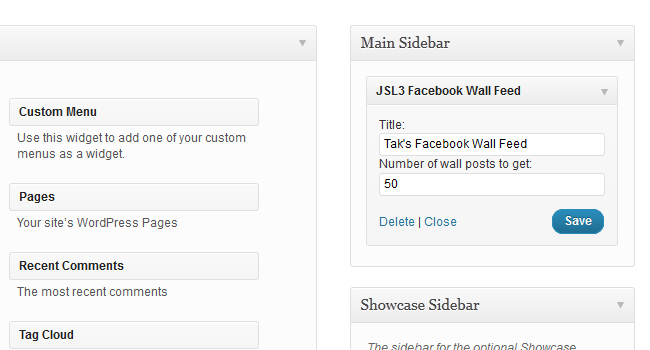 Custom Menu
Use this widget to add one of your custom
menus as a widget.
Pages
Your site's WordPress Pages
Recent Comments
The most recent comments
Tag Cloud
Main Sidebar
JSL3 Facebook Wall Feed
Title:
Tak's Facebook Wall Feed
Number of wall posts to get:
50
Delete | Close
Save
Showcase Sidebar
The sidebar for the optional Showcase